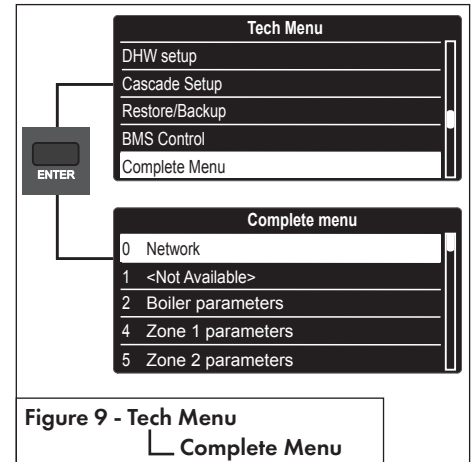 Tech Menu
DHW setup
Cascade Setup
Restore/Backup
BMS Control
Complete Menu
ENTER
Complete menu
0 Network
1 <Not Available>
2 Boiler parameters
4 Zone 1 parameters
5 Zone 2 parameters
Figure 9 - Tech Menu
Complete Menu